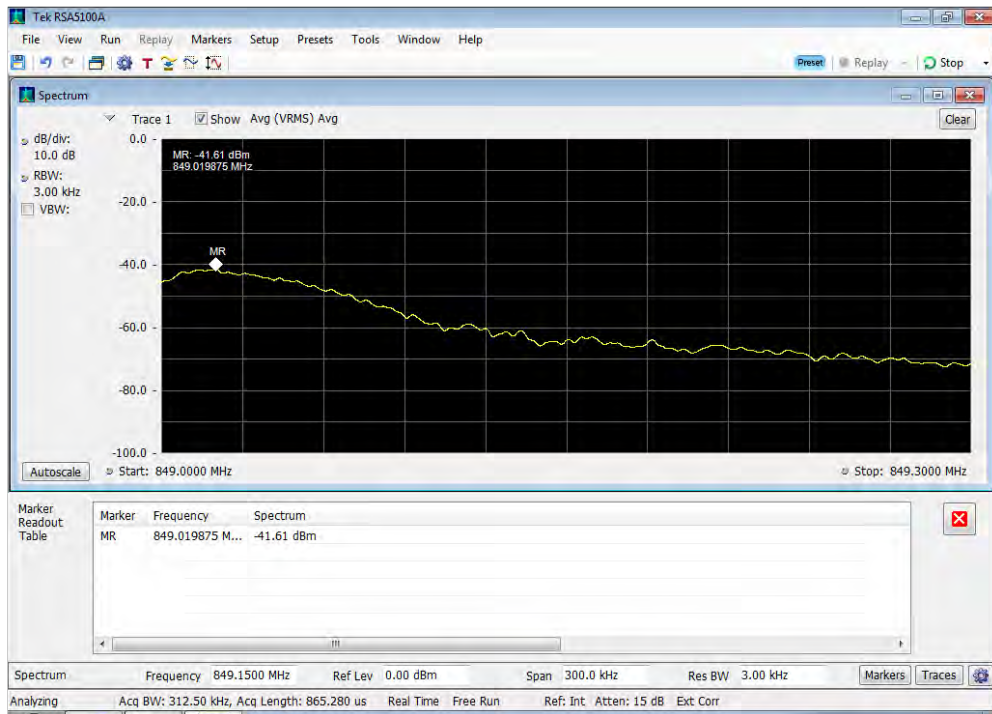 Tek RSA5100A
File View Run Replay Markers Setup Presets Tools Window Help
Preset Replay Stop
Spectrum
Trace 1 Show Avg (VRMS) Avg Clear
dB/div:
10.0 dB
RBW:
3.00 kHz
VBW:
0.0
MR: -41.61 dBm
849.019875 MHz
-20.0
MR
-40.0
-60.0
-80.0
-100.0
Autoscale Start: 849.0000 MHz Stop: 849.3000 MHz
Marker
Readout
Table
Marker Frequency Spectrum
MR 849.019875 M... -41.61 dBm
Spectrum Frequency 849.1500 MHz Ref Lev 0.00 dBm Span 300.0 kHz Res BW 3.00 kHz Markers Traces
Analyzing Acq BW: 312.50 kHz, Acq Length: 865.280 us Real Time Free Run Ref: Int Atten: 15 dB Ext Corr